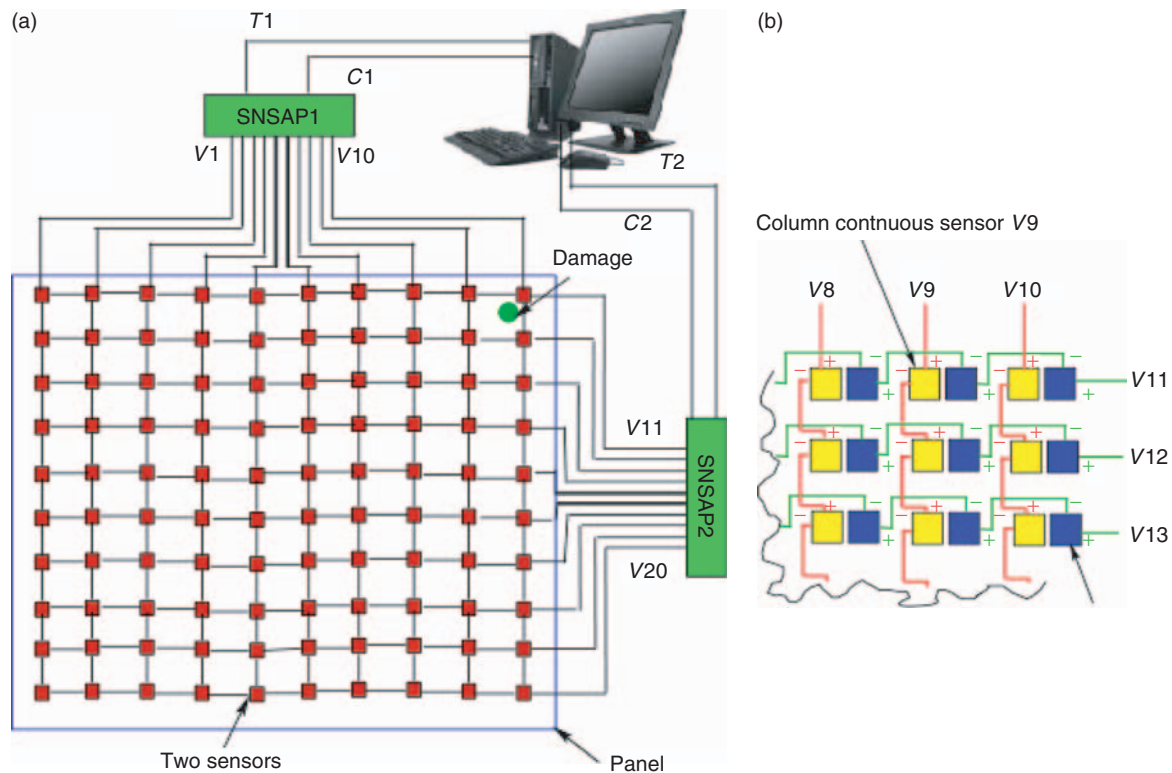 (a)
T1
C1
SNSAP1
V1
V10
T2
C2
Damage
V11
SNSAP2
V20
Two sensors
Panel
(b)
Column contnuous sensor V9
V8
V9
V10
+
+
+
−
−
−
−
−
−
V11
+
+
+
+
+
+
−
−
−
−
−
−
V12
+
+
+
+
+
+
−
−
−
−
−
−
V13
+
+
+